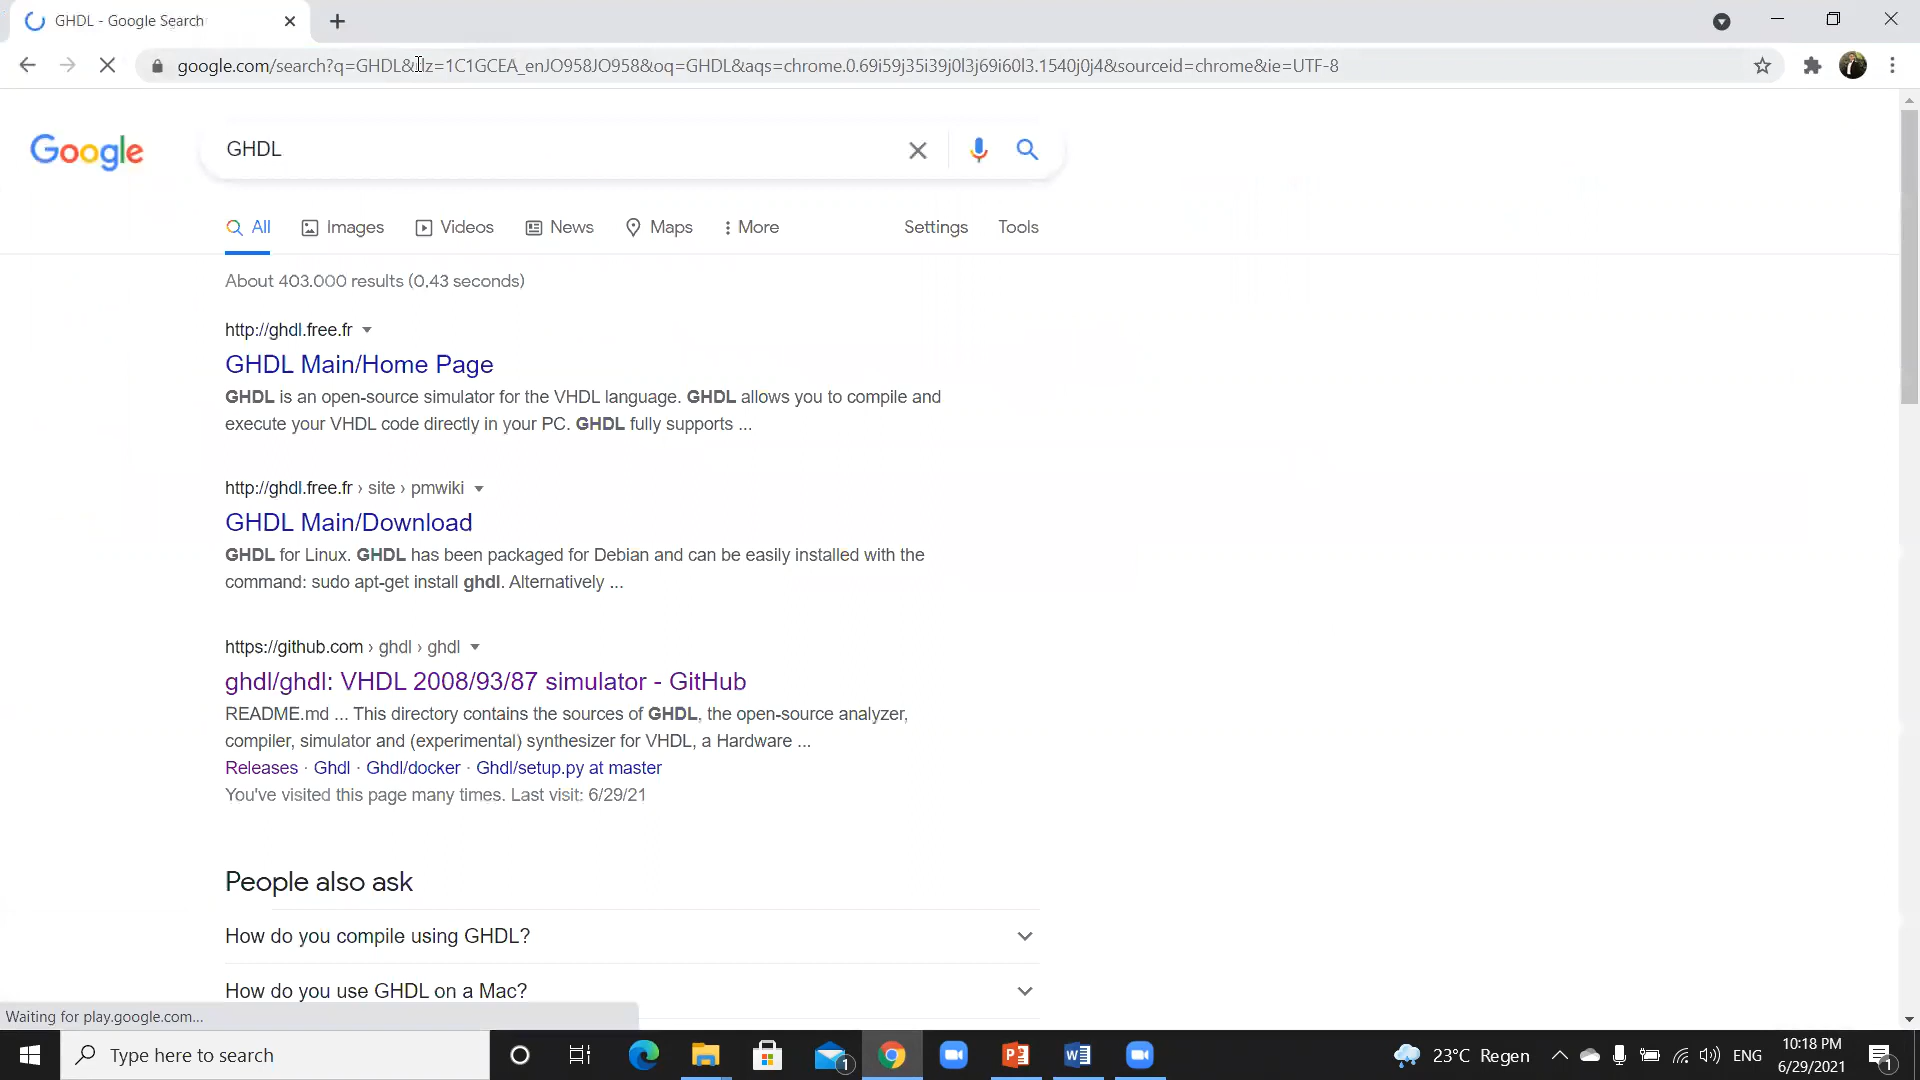 GHDL - Google Search
google.com/search?q=GHDL&rlz=1C1GCEA_enJO958JO958&oq=GHDL&aqs=chrome.0.69i59j35i39j0l3j69i60l3.1540j0j4&sourceid=chrome&ie=UTF-8
Google
GHDL
All Images Videos News Maps More Settings Tools
About 403.000 results (0,43 seconds)
http://ghdl.free.fr
GHDL Main/Home Page
GHDL is an open-source simulator for the VHDL language. GHDL allows you to compile and
execute your VHDL code directly in your PC. GHDL fully supports ...
http://ghdl.free.fr › site › pmwiki
GHDL Main/Download
GHDL for Linux. GHDL has been packaged for Debian and can be easily installed with the
command: sudo apt-get install ghdl. Alternatively ...
https://github.com › ghdl › ghdl
ghdl/ghdl: VHDL 2008/93/87 simulator - GitHub
README.md ... This directory contains the sources of GHDL, the open-source analyzer,
compiler, simulator and (experimental) synthesizer for VHDL, a Hardware ...
Releases · Ghdl · Ghdl/docker · Ghdl/setup.py at master
You've visited this page many times. Last visit: 6/29/21
People also ask
How do you compile using GHDL?
How do you use GHDL on a Mac?
Waiting for play.google.com...
Type here to search
1
23°C Regen
ENG
10:18 PM
6/29/2021
1